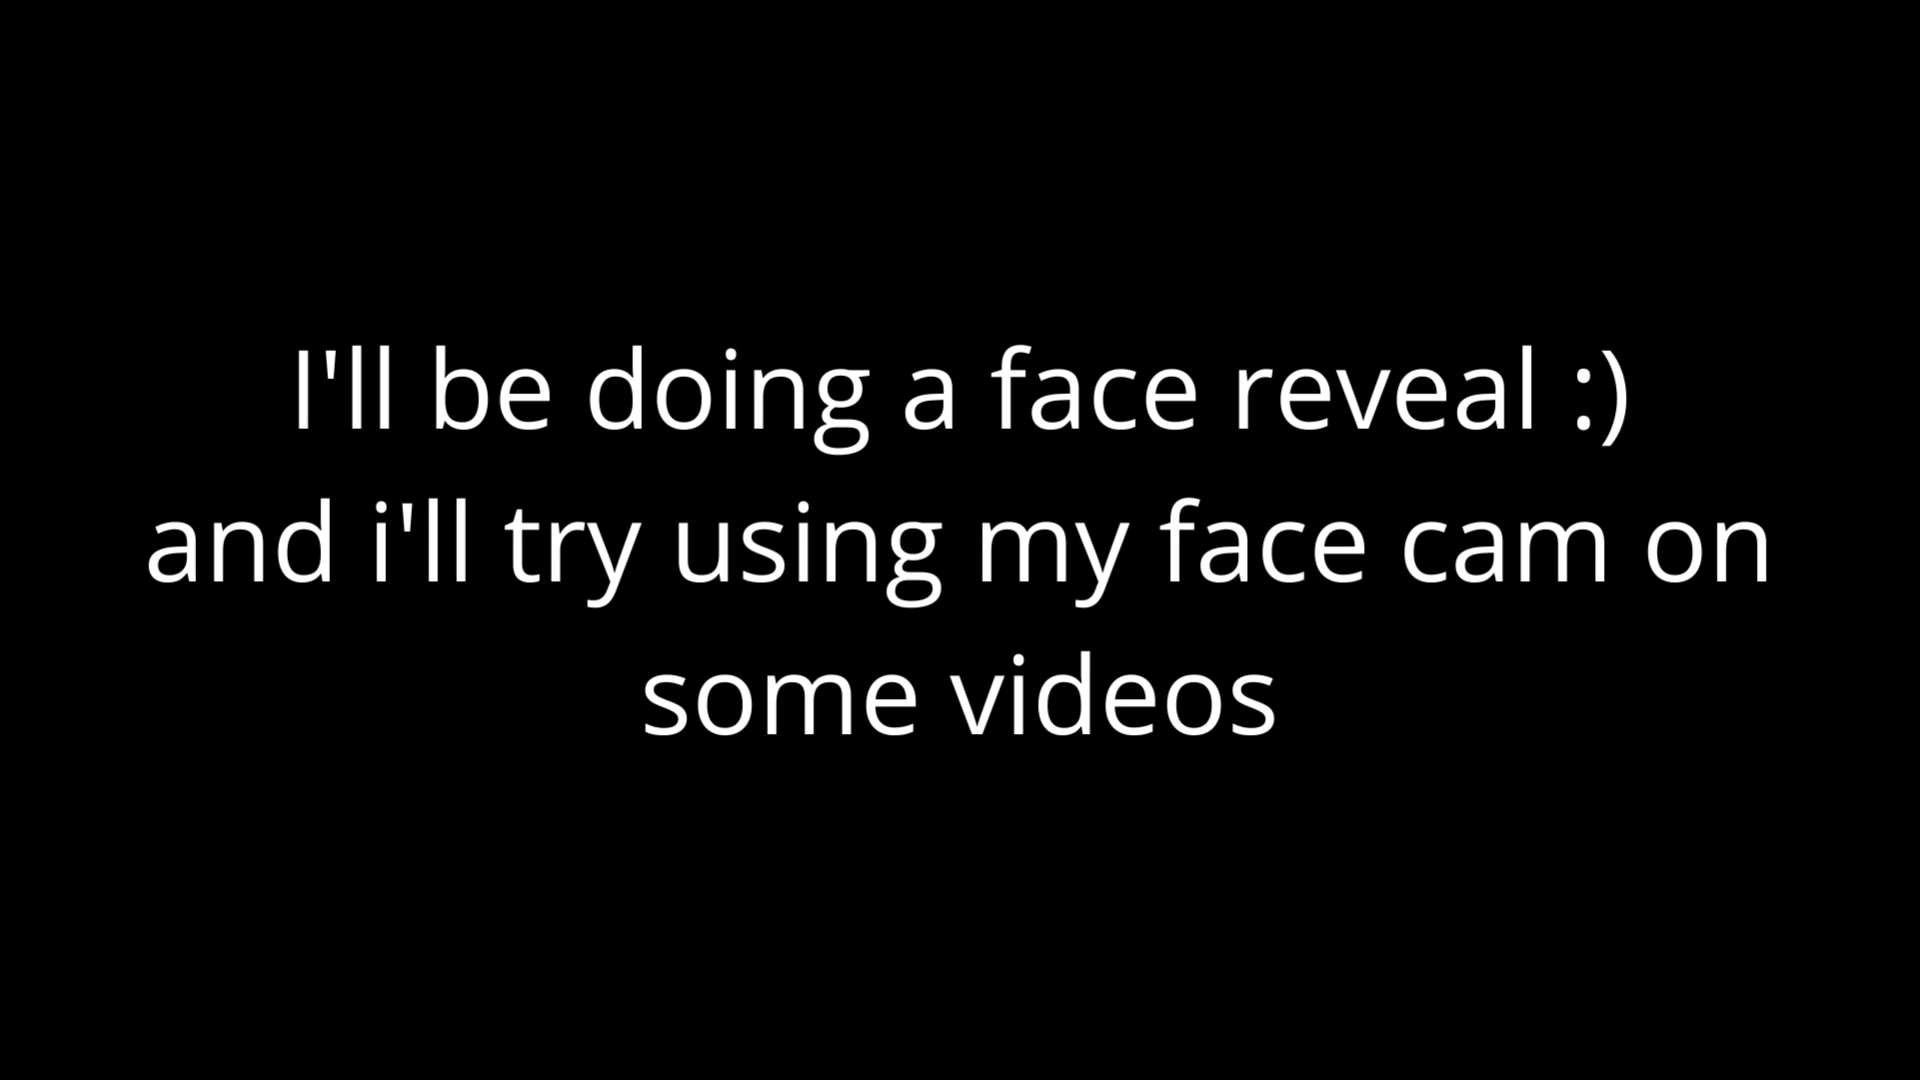 I'll be doing a face reveal :)
and i'll try using my face cam on
some videos